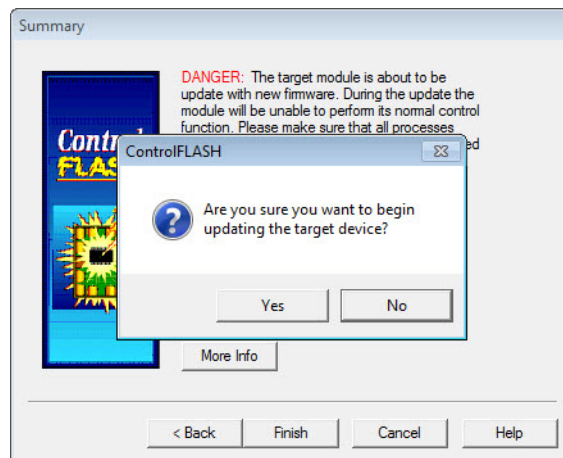 Summary
DANGER: The target module is about to be
update with new firmware. During the update the
module will be unable to perform its normal control
function. Please make sure that all processes
ControlFLASH
Are you sure you want to begin
updating the target device?
Yes
No
More Info
< Back
Finish
Cancel
Help